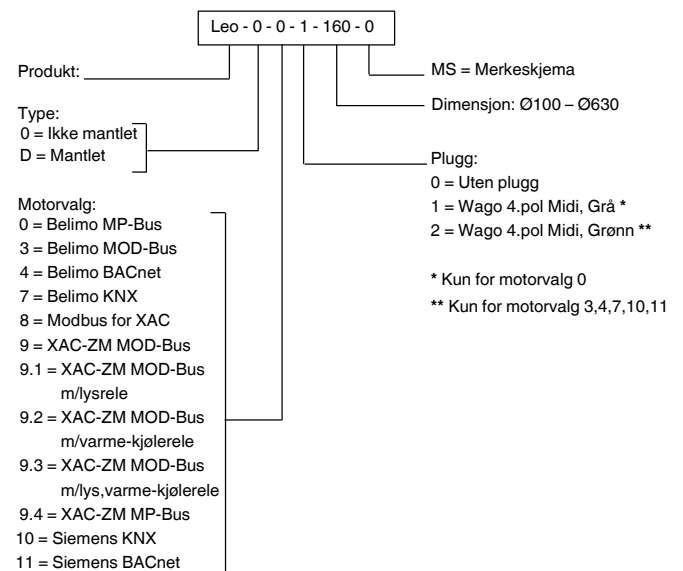 Leo - 0 - 0 - 1 - 160 - 0
Produkt:
Type:
0 = Ikke mantlet
D = Mantlet
Motorvalg:
0 = Belimo MP-Bus
3 = Belimo MOD-Bus
4 = Belimo BACnet
7 = Belimo KNX
8 = Modbus for XAC
9 = XAC-ZM MOD-Bus
9.1 = XAC-ZM MOD-Bus
m/lysrele
9.2 = XAC-ZM MOD-Bus
m/varme-kjølerele
9.3 = XAC-ZM MOD-Bus
m/lys,varme-kjølerele
9.4 = XAC-ZM MP-Bus
10 = Siemens KNX
11 = Siemens BACnet
MS = Merkeskjema
Dimensjon: Ø100 – Ø630
Plugg:
0 = Uten plugg
1 = Wago 4.pol Midi, Grå *
2 = Wago 4.pol Midi, Grønn **
* Kun for motorvalg 0
** Kun for motorvalg 3,4,7,10,11